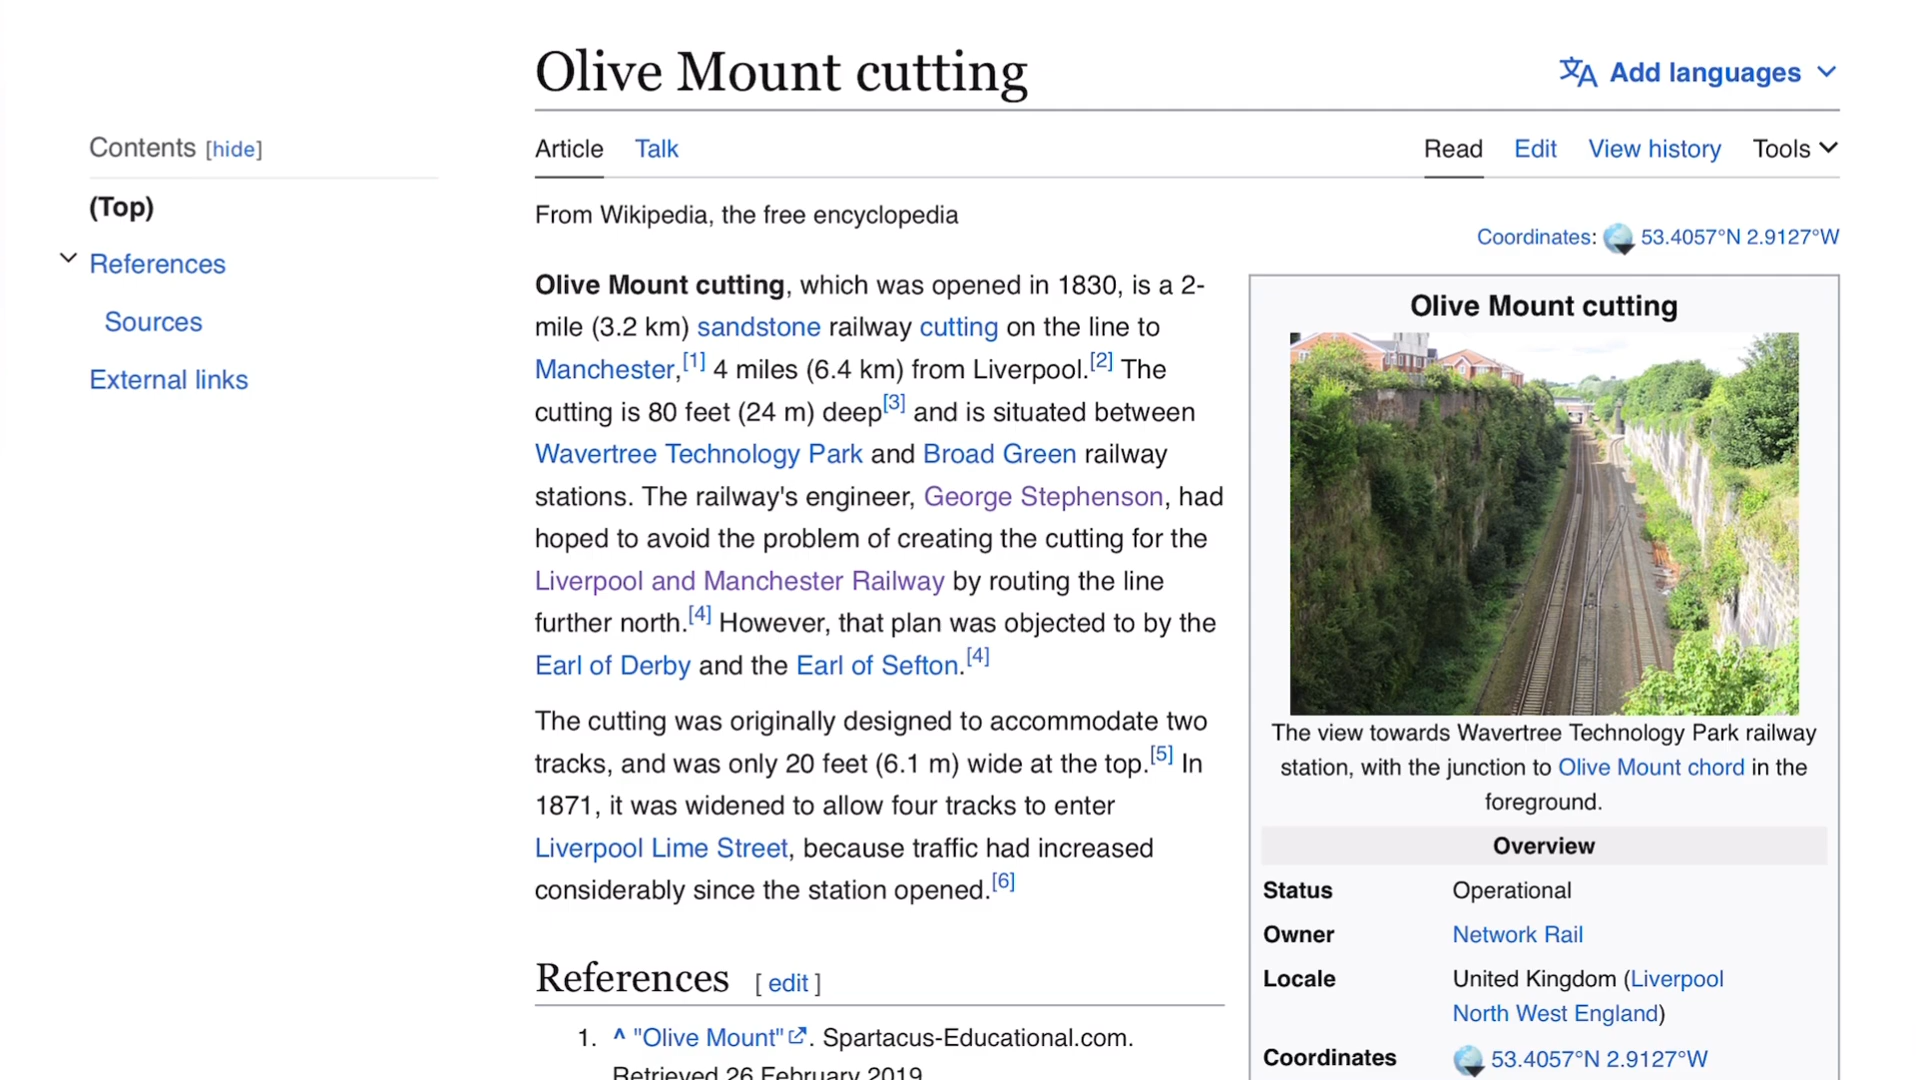 Olive Mount cutting
Add languages
Contents [hide]
(Top)
References
Sources
External links
Article Talk
Read Edit View history Tools
From Wikipedia, the free encyclopedia
Coordinates: 53.4057°N 2.9127°W
Olive Mount cutting, which was opened in 1830, is a 2-
mile (3.2 km) sandstone railway cutting on the line to
Manchester,[1] 4 miles (6.4 km) from Liverpool.[2] The
cutting is 80 feet (24 m) deep[3] and is situated between
Wavertree Technology Park and Broad Green railway
stations. The railway's engineer, George Stephenson, had
hoped to avoid the problem of creating the cutting for the
Liverpool and Manchester Railway by routing the line
further north.[4] However, that plan was objected to by the
Earl of Derby and the Earl of Sefton.[4]
The cutting was originally designed to accommodate two
tracks, and was only 20 feet (6.1 m) wide at the top.[5] In
1871, it was widened to allow four tracks to enter
Liverpool Lime Street, because traffic had increased
considerably since the station opened.[6]
References [ edit ]
1. ^ "Olive Mount". Spartacus-Educational.com.
Retrieved 26 February 2019
Olive Mount cutting
The view towards Wavertree Technology Park railway
station, with the junction to Olive Mount chord in the
foreground.
Overview
Status Operational
Owner Network Rail
Locale United Kingdom (Liverpool
North West England)
Coordinates 53.4057°N 2.9127°W